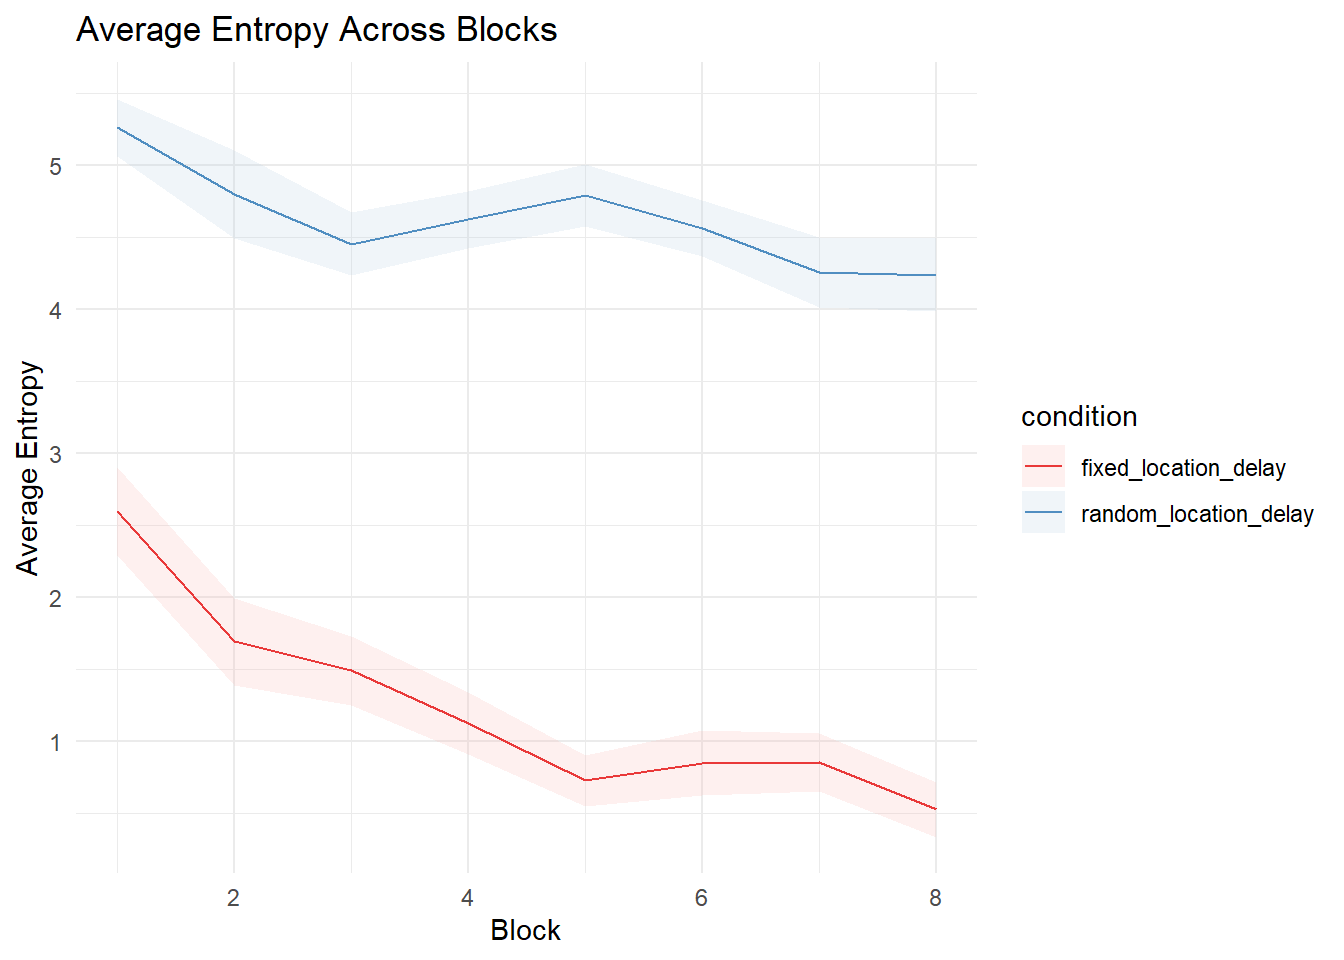 Average Entropy Across Blocks
5
4
3
2
1
Average Entropy
2 4 6 8
Block
condition
fixed_location_delay
random_location_delay